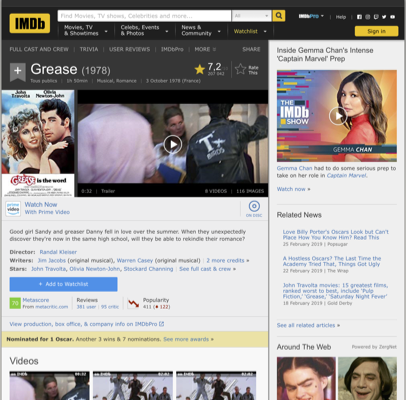 IMDb
Find Movies, TV shows, Celebrities and more...
All
IMDbPro
Help
Movies, TV & Showtimes
Celebs, Events & Photos
News & Community
Watchlist
Sign in
FULL CAST AND CREW | TRIVIA | USER REVIEWS | IMDbPro | MORE
SHARE
+ Grease (1978)
Tous publics | 1h 50min | Musical, Romance | 3 October 1978 (France)
7,2
Rate This
John Travolta
Olivia Newton-John
Grease is the word
0:32 | Trailer
8 VIDEOS | 116 IMAGES
prime video
Watch Now
With Prime Video
ON DISC
Good girl Sandy and greaser Danny fell in love over the summer. When they unexpectedly
discover they're now in the same high school, will they be able to rekindle their romance?
Director: Randal Kleiser
Writers: Jim Jacobs (original musical), Warren Casey (original musical) | 2 more credits »
Stars: John Travolta, Olivia Newton-John, Stockard Channing | See full cast & crew »
+ Add to Watchlist
Metascore
From metacritic.com
Reviews
381 user | 95 critic
Popularity
411 (122)
View production, box office, & company info on IMDbPro
Nominated for 1 Oscar. Another 3 wins & 7 nominations. See more awards »
Videos
Inside Gemma Chan's Intense
'Captain Marvel' Prep
THE IMDb SHOW
GEMMA CHAN
Gemma Chan had to do some serious prep to
take on her role in Captain Marvel.
Watch now »
Related News
Love Billy Porter's Oscars Look but Can't
Place How You Know Him? Read This
25 February 2019 | Popsugar
A Hostless Oscars? The Last Time the
Academy Tried That, Things Got Ugly
22 February 2019 | The Wrap
John Travolta movies: 15 greatest films,
ranked worst to best, include 'Pulp
Fiction,' 'Grease,' 'Saturday Night Fever'
18 February 2019 | Gold Derby
See all related articles »
Around The Web
Powered by ZergNet